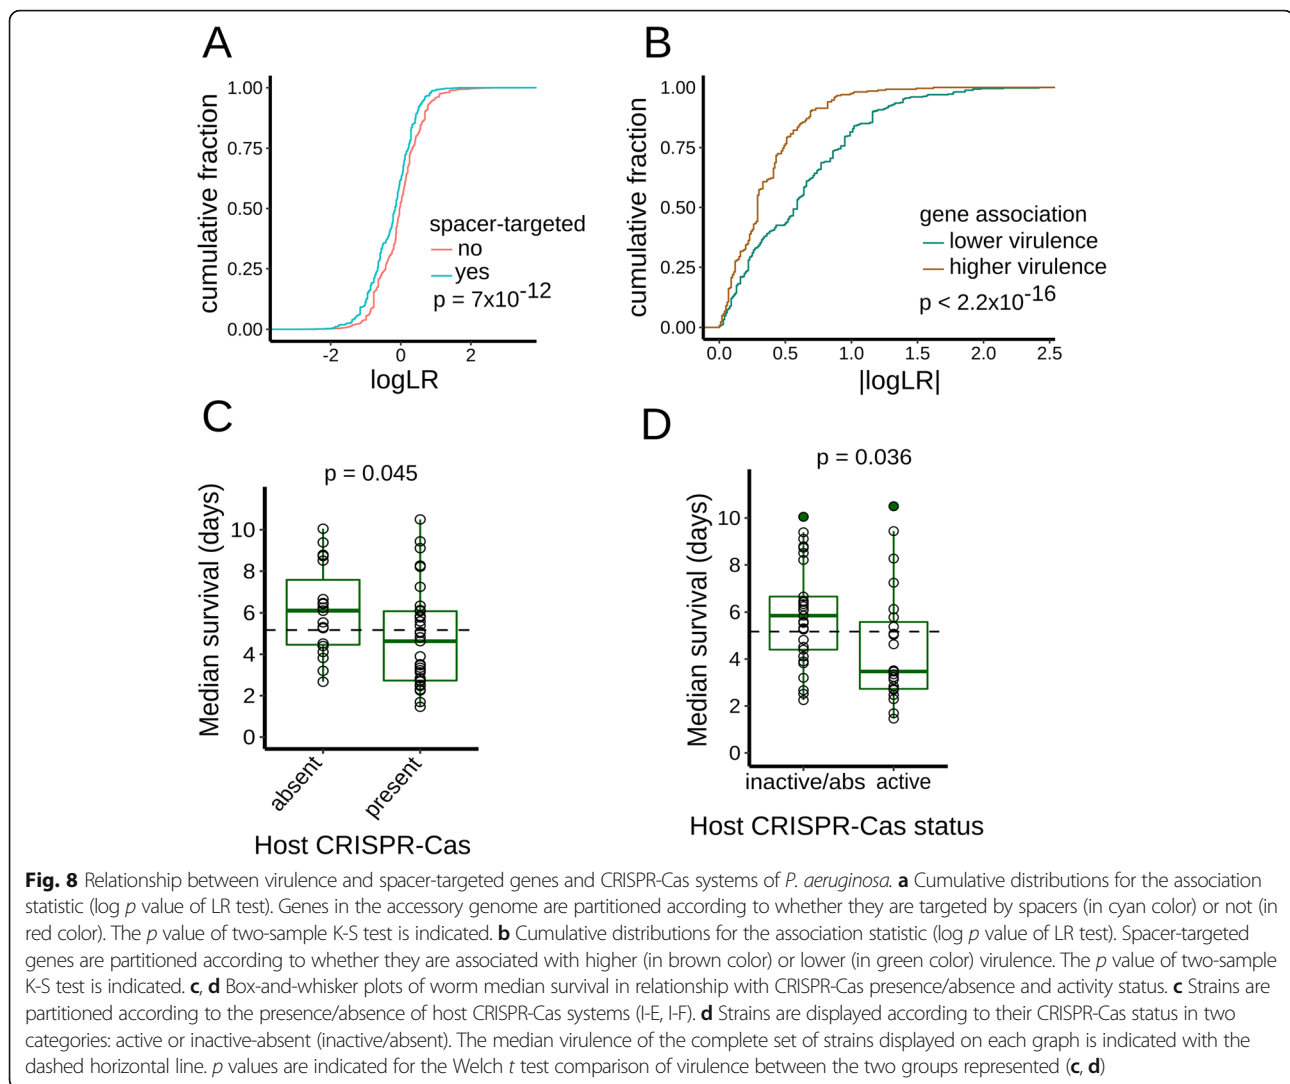 A
1.00
0.75
0.50
0.25
0.00
cumulative fraction
-2 0 2
logLR
spacer-targeted
no
yes
p = 7x10-12
B
1.00
0.75
0.50
0.25
0.00
cumulative fraction
0.0 0.5 1.0 1.5 2.0 2.5
|logLR|
gene association
lower virulence
higher virulence
p < 2.2x10-16
C
p = 0.045
10
8
6
4
2
0
Median survival (days)
absent present
Host CRISPR-Cas
D
p = 0.036
10
8
6
4
2
0
Median survival (days)
inactive/abs active
Host CRISPR-Cas status
Fig. 8 Relationship between virulence and spacer-targeted genes and CRISPR-Cas systems of P. aeruginosa. a Cumulative distributions for the association
statistic (log p value of LR test). Genes in the accessory genome are partitioned according to whether they are targeted by spacers (in cyan color) or not (in
red color). The p value of two-sample K-S test is indicated. b Cumulative distributions for the association statistic (log p value of LR test). Spacer-targeted
genes are partitioned according to whether they are associated with higher (in brown color) or lower (in green color) virulence. The p value of two-sample
K-S test is indicated. c, d Box-and-whisker plots of worm median survival in relationship with CRISPR-Cas presence/absence and activity status. c Strains are
partitioned according to the presence/absence of host CRISPR-Cas systems (I-E, I-F). d Strains are displayed according to their CRISPR-Cas status in two
categories: active or inactive-absent (inactive/absent). The median virulence of the complete set of strains displayed on each graph is indicated with the
dashed horizontal line. p values are indicated for the Welch t test comparison of virulence between the two groups represented (c, d)